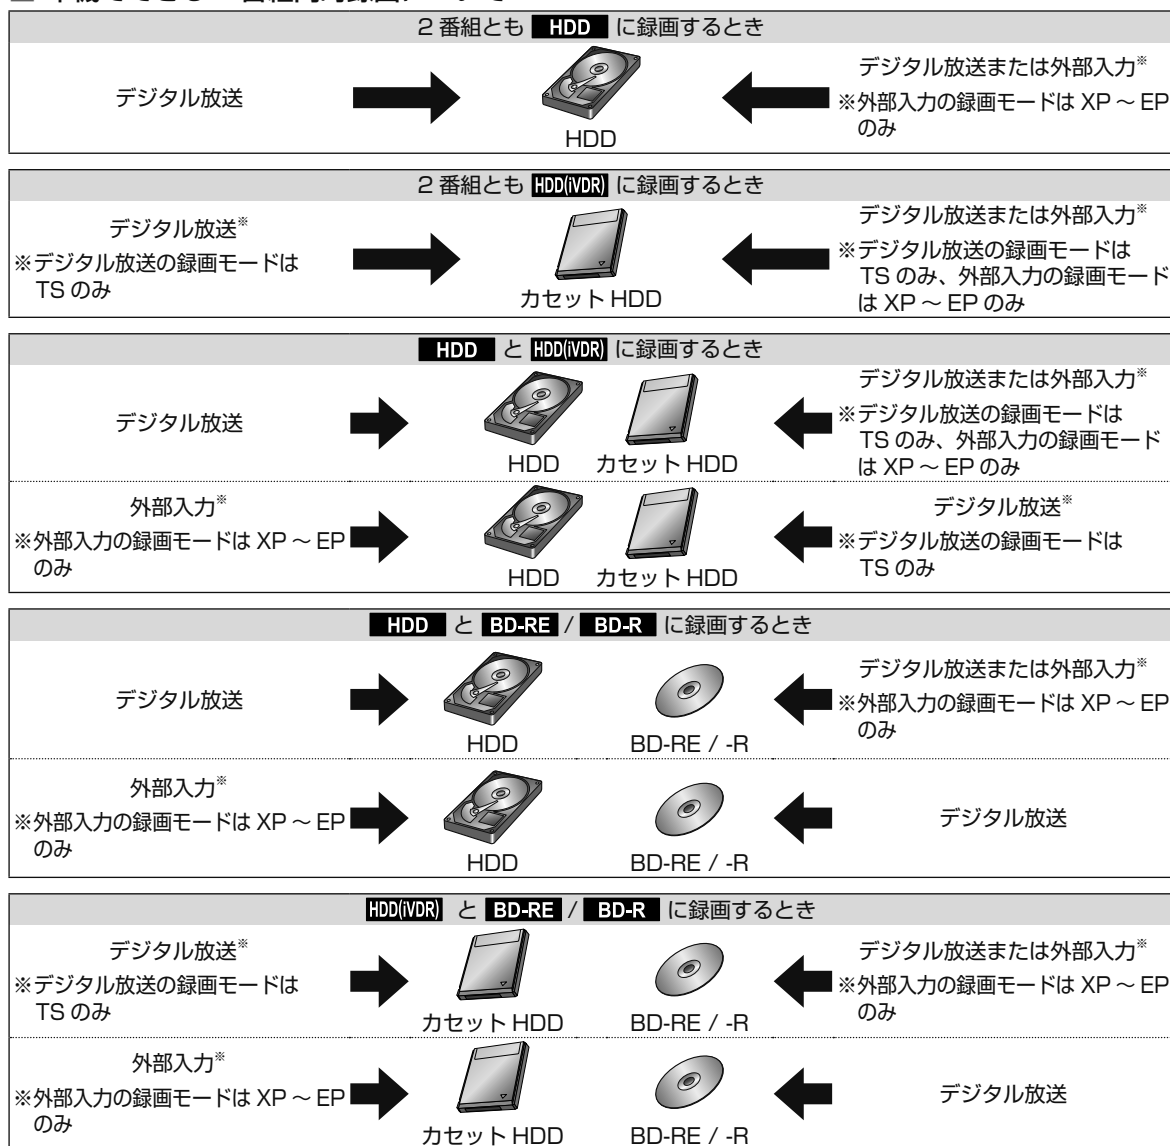 2 番組とも HDD に録画するとき
デジタル放送
HDD
デジタル放送または外部入力※
※外部入力の録画モードは XP ～ EP
のみ
2 番組とも HDD(iVDR) に録画するとき
デジタル放送※
※デジタル放送の録画モードは
TS のみ
カセット HDD
デジタル放送または外部入力※
※デジタル放送の録画モードは
TS のみ、外部入力の録画モード
は XP ～ EP のみ
HDD と HDD(iVDR) に録画するとき
デジタル放送
HDD カセット HDD
デジタル放送または外部入力※
※デジタル放送の録画モードは
TS のみ、外部入力の録画モード
は XP ～ EP のみ
外部入力※
※外部入力の録画モードは XP ～ EP
のみ
HDD カセット HDD
デジタル放送※
※デジタル放送の録画モードは
TS のみ
HDD と BD-RE / BD-R に録画するとき
デジタル放送
HDD BD-RE / -R
デジタル放送または外部入力※
※外部入力の録画モードは XP ～ EP
のみ
外部入力※
※外部入力の録画モードは XP ～ EP
のみ
HDD BD-RE / -R
デジタル放送
HDD(iVDR) と BD-RE / BD-R に録画するとき
デジタル放送※
※デジタル放送の録画モードは
TS のみ
カセット HDD BD-RE / -R
デジタル放送または外部入力※
※外部入力の録画モードは XP ～ EP
のみ
外部入力※
※外部入力の録画モードは XP ～ EP
のみ
カセット HDD BD-RE / -R
デジタル放送